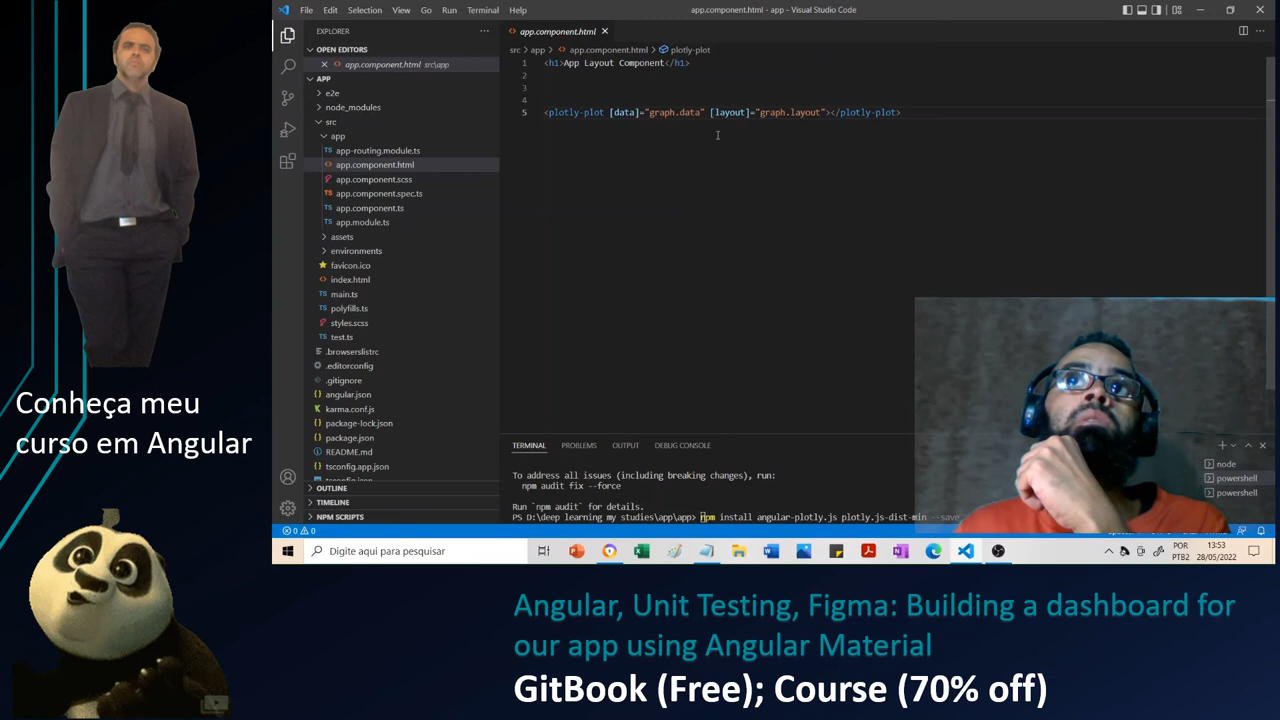 File Edit Selection View Go Run Terminal Help
app.component.html - app - Visual Studio Code
EXPLORER
OPEN EDITORS
app.component.html src\app
APP
e2e
node_modules
src
app
app-routing.module.ts
app.component.html
app.component.scss
app.component.spec.ts
app.component.ts
app.module.ts
assets
environments
favicon.ico
index.html
main.ts
polyfills.ts
styles.scss
test.ts
.browserslistrc
.editorconfig
.gitignore
angular.json
karma.conf.js
package-lock.json
package.json
README.md
tsconfig.app.json
OUTLINE
TIMELINE
NPM SCRIPTS
app.component.html
src > app > app.component.html > plotly-plot
1 <h1>App Layout Component</h1>
2
3
4
5 <plotly-plot [data]="graph.data" [layout]="graph.layout"></plotly-plot>
TERMINAL PROBLEMS OUTPUT DEBUG CONSOLE
To address all issues (including breaking changes), run:
npm audit fix --force
Run `npm audit` for details.
PS D:\deep learning my studies\app\app> npm install angular-plotly.js plotly.js-dist-min --save
node
powershell
powershell
0 0
Digite aqui para pesquisar
POR
PTB2
13:53
28/05/2022
Conheça meu
curso em Angular
Angular, Unit Testing, Figma: Building a dashboard for
our app using Angular Material
GitBook (Free); Course (70% off)